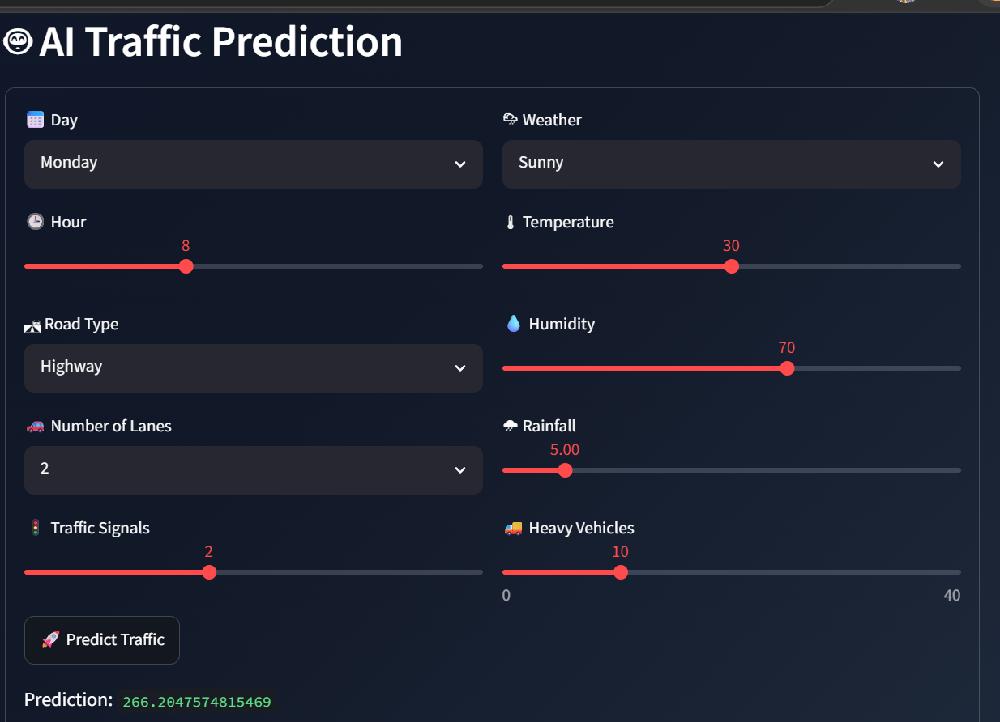 AI Traffic Prediction
Day
Monday
Weather
Sunny
Hour
8
Temperature
30
Road Type
Highway
Humidity
70
Number of Lanes
2
Rainfall
5.00
Traffic Signals
2
Heavy Vehicles
10
0
40
Predict Traffic
Prediction: 266.2047574815469